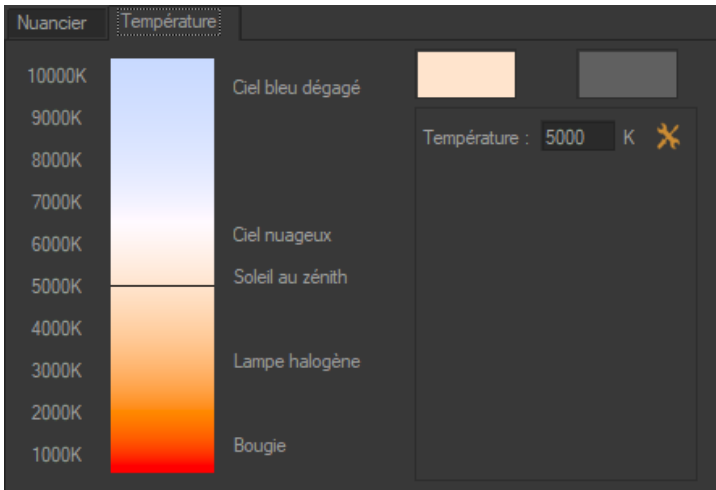 Nuancier Température
10000K
Ciel bleu dégagé
9000K
Température : 5000 K
8000K
7000K
6000K
Ciel nuageux
5000K
Soleil au zénith
4000K
3000K
Lampe halogène
2000K
1000K
Bougie